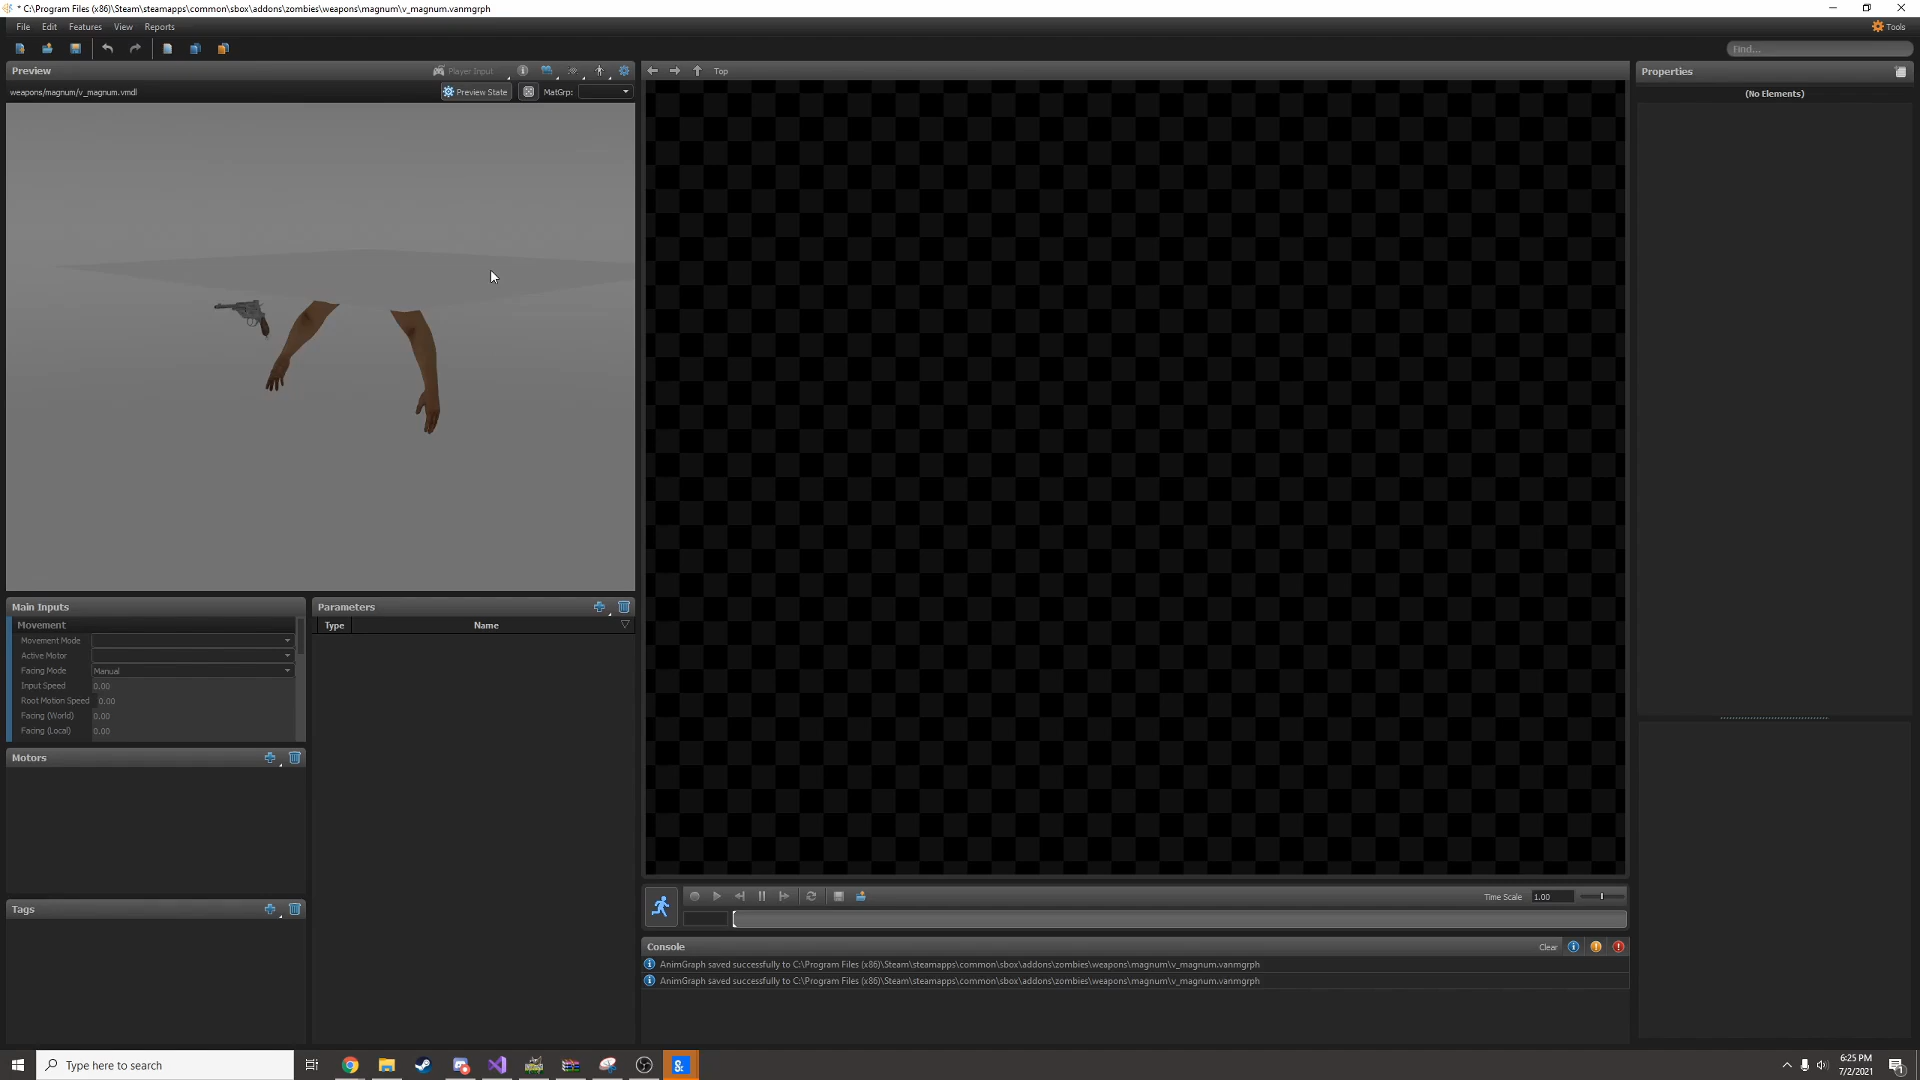 * C:\Program Files (x86)\Steam\steamapps\common\sbox\addons\zombies\weapons\magnum\v_magnum.vanmgrph
File Edit Features View Reports
Tools
Find...
Preview
Player Input
Top
Properties
weapons/magnum/v_magnum.vmdl
Preview State
MatGrp:
(No Elements)
Main Inputs
Movement
Movement Mode
Active Motor
Facing Mode Manual
Input Speed 0.00
Root Motion Speed 0.00
Facing (World) 0.00
Facing (Local) 0.00
Motors
Tags
Parameters
Type Name
Time Scale 1.00
Console
Clear
AnimGraph saved successfully to C:\Program Files (x86)\Steam\steamapps\common\sbox\addons\zombies\weapons\magnum\v_magnum.vanmgrph
AnimGraph saved successfully to C:\Program Files (x86)\Steam\steamapps\common\sbox\addons\zombies\weapons\magnum\v_magnum.vanmgrph
Type here to search
&c
6:25 PM
7/2/2021